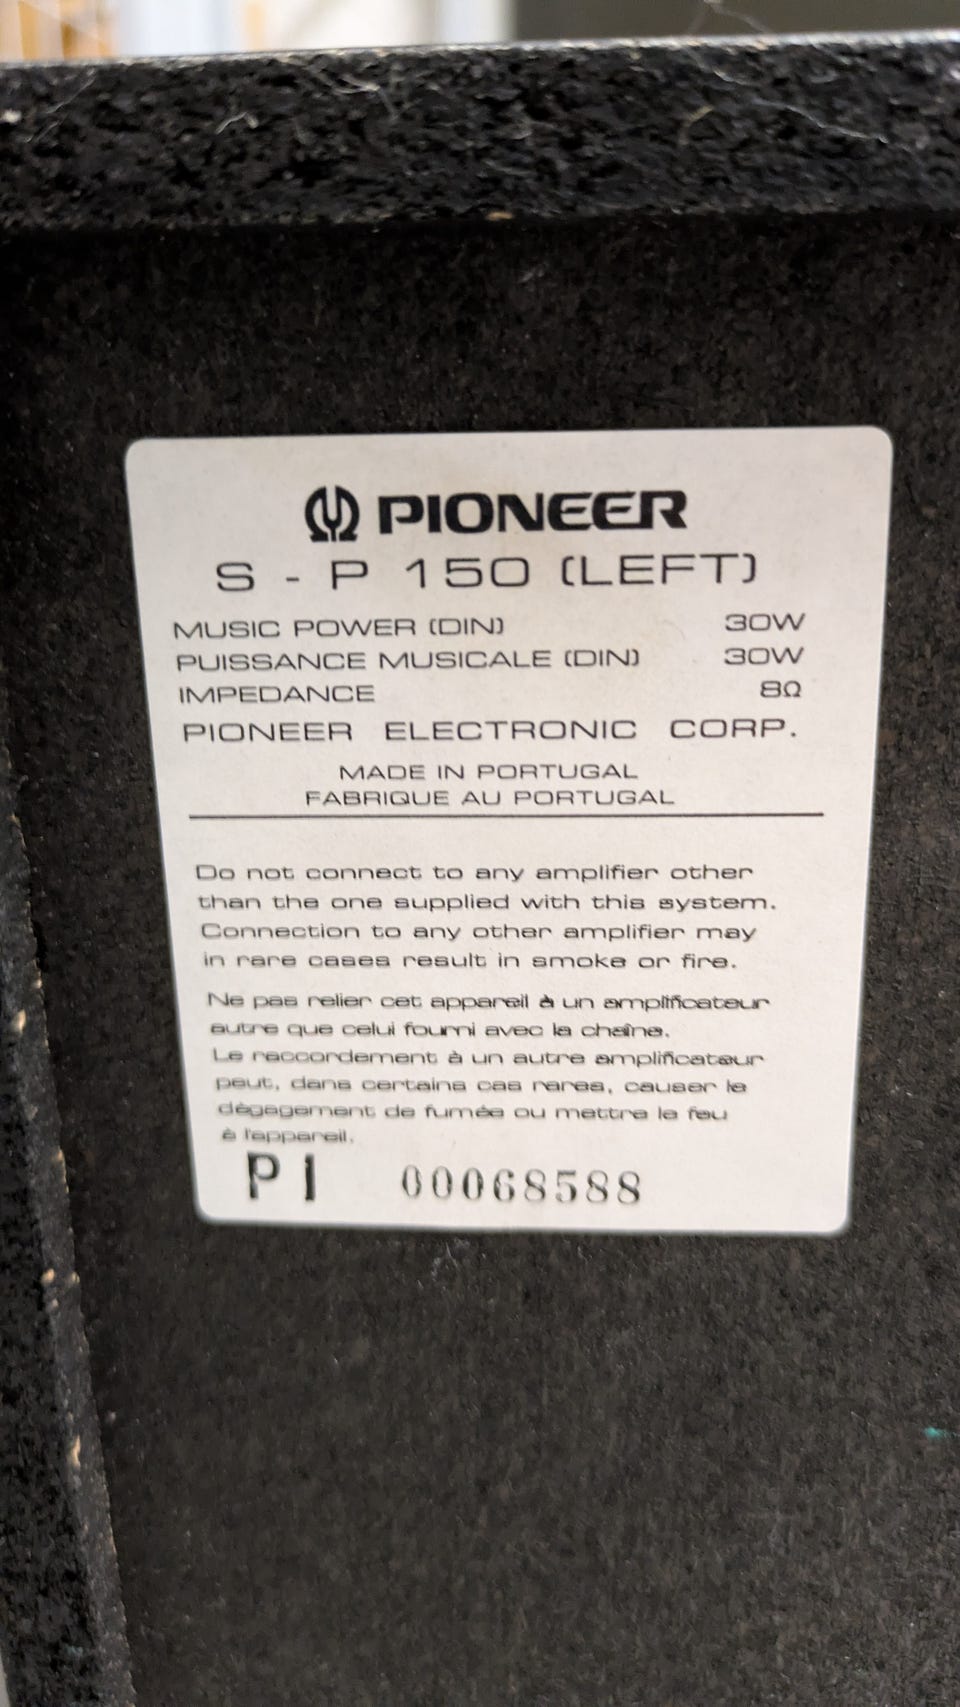 PIONEER
S - P 150 (LEFT)
MUSIC POWER (DIN) 30W
PUISSANCE MUSICALE (DIN) 30W
IMPEDANCE 8Ω
PIONEER ELECTRONIC CORP.
MADE IN PORTUGAL
FABRIQUE AU PORTUGAL
Do not connect to any amplifier other
than the one supplied with this system.
Connection to any other amplifier may
in rare cases result in smoke or fire.
Ne pas relier cet appareil à un amplificateur
autre que celui fourni avec la chaîne.
Le raccordement à un autre amplificateur
peut, dans certains cas rares, causer le
dégagement de fumée ou mettre le feu
à l'appareil.
PI 00068588